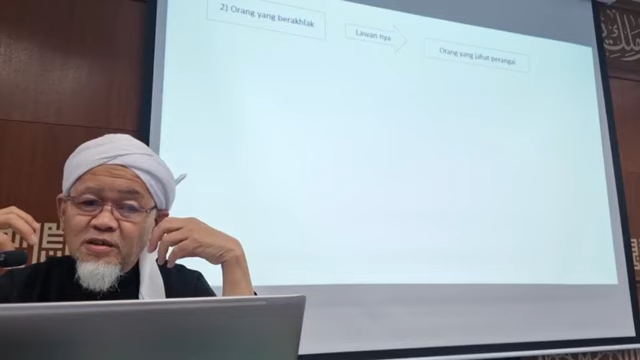 2) Orang yang berakhlak
Lawan nya
Orang yang jahat perangai